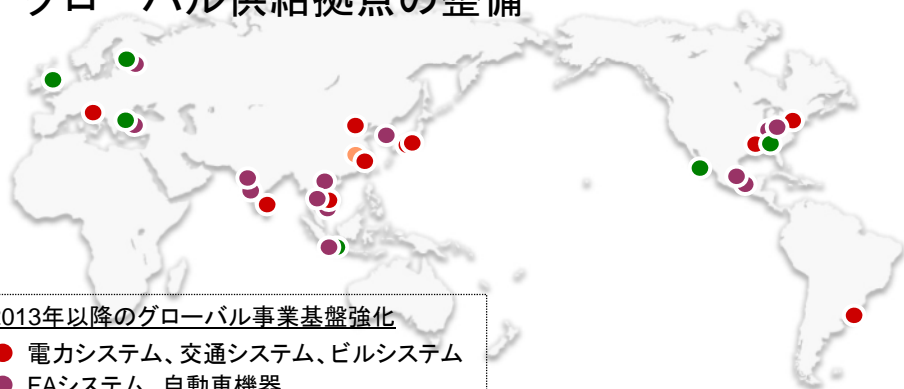 グローバル供給拠点の整備
2013年以降のグローバル事業基盤強化
電力システム、交通システム、ビルシステム
FAシステム、自動車機器